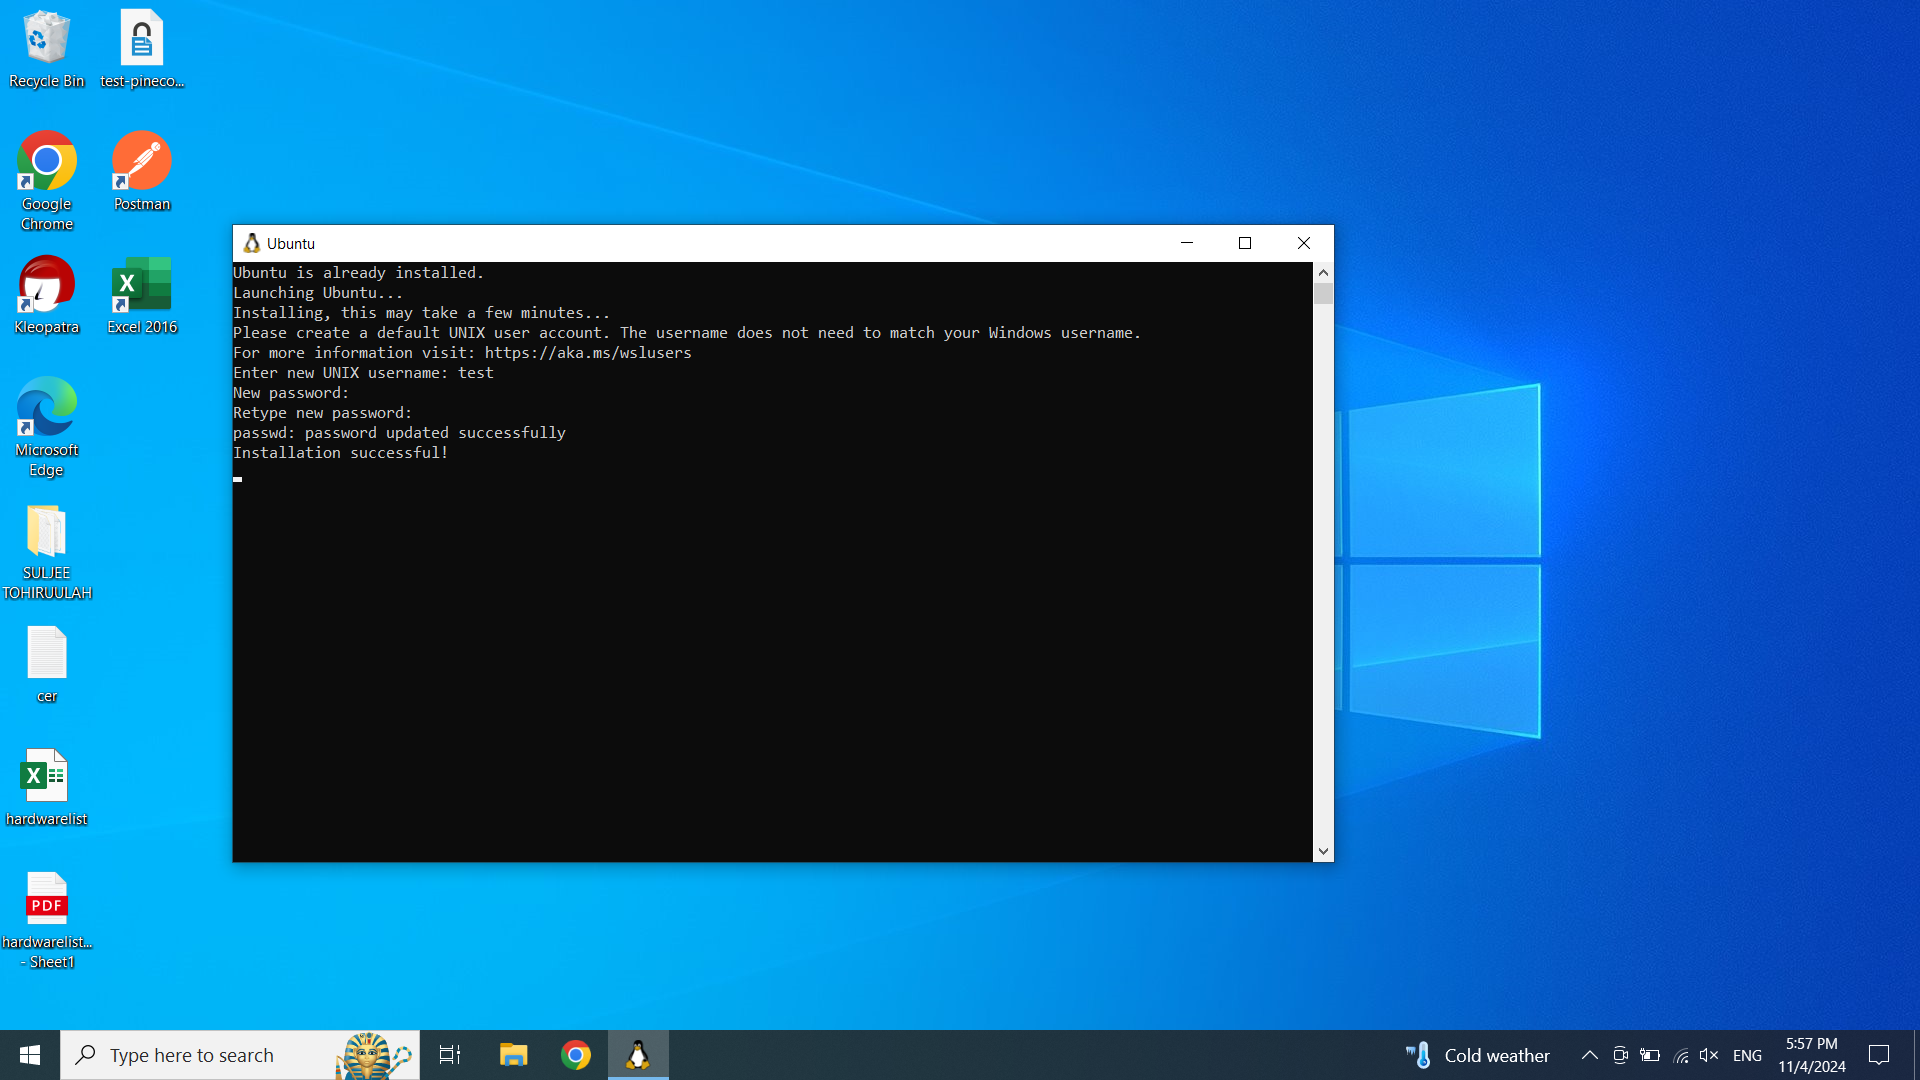 Recycle Bin
test-pineco...
Google
Chrome
Postman
Kleopatra
Excel 2016
Microsoft
Edge
SULJEE
TOHIRUULAH
cer
hardwarelist
PDF
hardwarelist...
- Sheet1
Ubuntu
Ubuntu is already installed.
Launching Ubuntu...
Installing, this may take a few minutes...
Please create a default UNIX user account. The username does not need to match your Windows username.
For more information visit: https://aka.ms/wslusers
Enter new UNIX username: test
New password:
Retype new password:
passwd: password updated successfully
Installation successful!
Type here to search
Cold weather
ENG
5:57 PM
11/4/2024